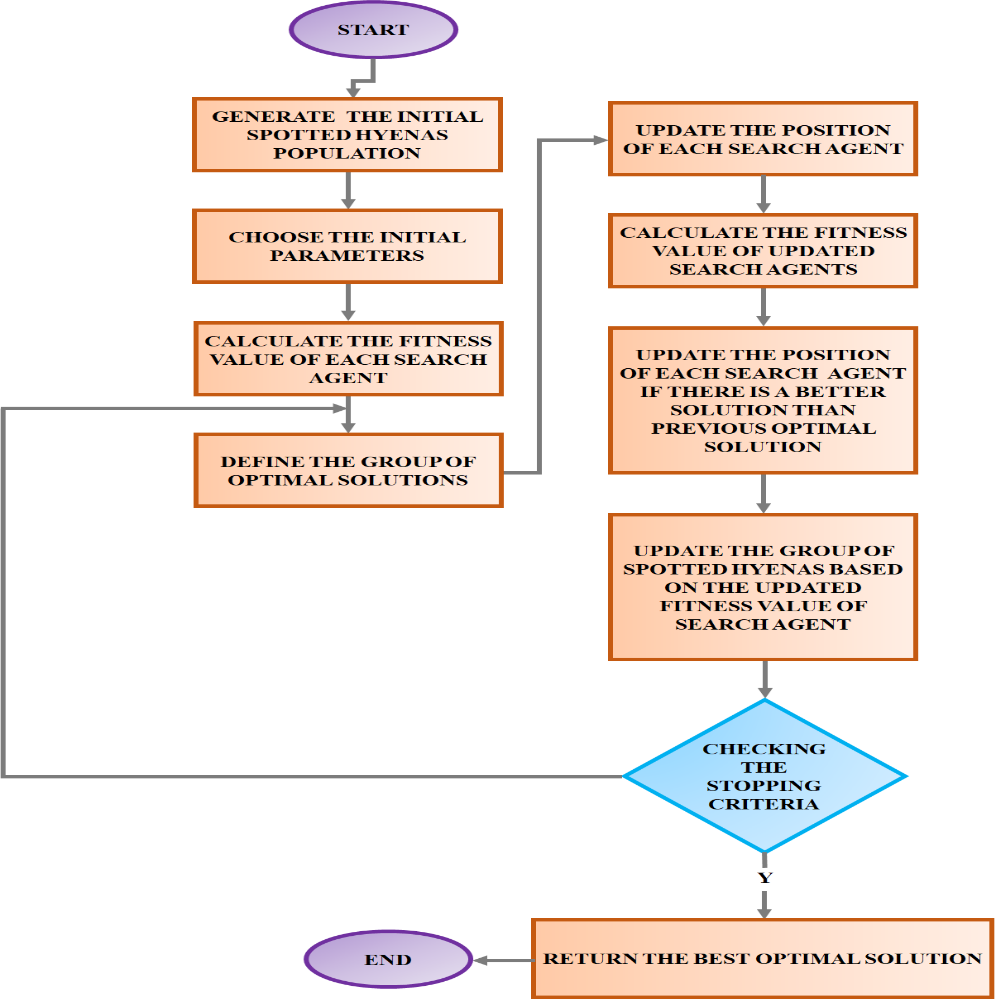 START
GENERATE THE INITIAL
SPOTTED HYENAS
POPULATION
CHOOSE THE INITIAL
PARAMETERS
CALCULATE THE FITNESS
VALUE OF EACH SEARCH
AGENT
DEFINE THE GROUP OF
OPTIMAL SOLUTIONS
UPDATE THE POSITION
OF EACH SEARCH AGENT
CALCULATE THE FITNESS
VALUE OF UPDATED
SEARCH AGENTS
UPDATE THE POSITION
OF EACH SEARCH AGENT
IF THERE IS A BETTER
SOLUTION THAN
PREVIOUS OPTIMAL
SOLUTION
UPDATE THE GROUP OF
SPOTTED HYENAS BASED
ON THE UPDATED
FITNESS VALUE OF
SEARCH AGENT
CHECKING
THE
STOPPING
CRITERIA
Y
RETURN THE BEST OPTIMAL SOLUTION
END